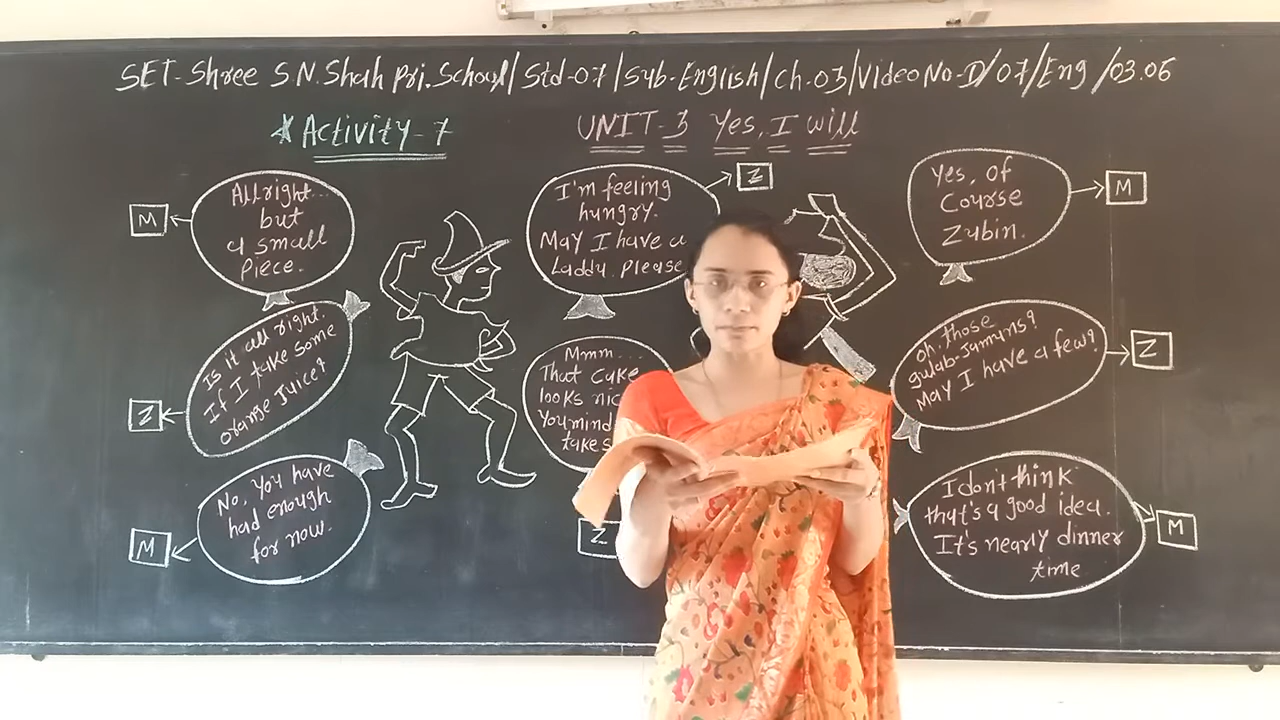 SET-Shree S.N. Shah Pri. School/Std-07/Sub-English/Ch.03/Video No-D/07/Eng/03.06
* Activity-7
UNIT-3 Yes, I will
All right...
but
a small
Piece.
M
I'm feeling
hungry.
May I have a
Laddu. please
Z
Yes, Of
Course
Zubin.
M
Is it all right.
If I take some
orange Juice?
Z
Mmm...
That cake
looks
You mind
take
Z
Oh, those
gulab-Jamuns?
May I have a few?
Z
No, you have
had enough
for now.
M
I don't think
that's a good idea.
It's nearly dinner
time
M